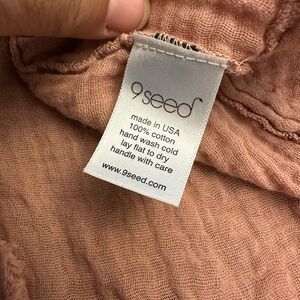 9seed
made in USA
100% cotton
hand wash cold
lay flat to dry
handle with care
www.9seed.com